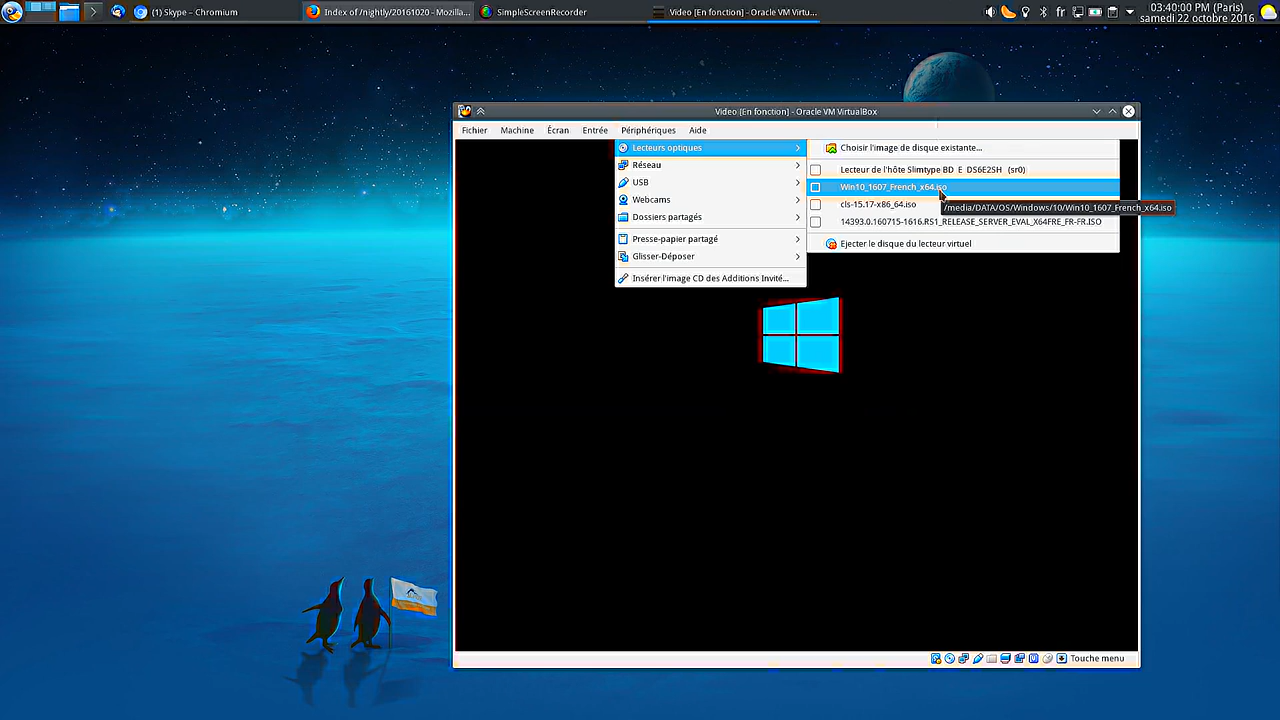 Skype - Chromium
Index of /nightly/20161020 - Mozilla...
SimpleScreenRecorder
Video [En fonction] - Oracle VM Virtu...
fr
03:40:00 PM (Paris)
samedi 22 octobre 2016
Video [En fonction] - Oracle VM VirtualBox
Fichier
Machine
Écran
Entrée
Périphériques
Aide
Lecteurs optiques
Réseau
USB
Webcams
Dossiers partagés
Presse-papier partagé
Glisser-Déposer
Insérer l'image CD des Additions Invité...
Choisir l'image de disque existante...
Lecteur de l'hôte Slimtype BD E DS6E2SH (sr0)
Win10_1607_French_x64.iso
/media/DATA/OS/Windows/10/Win10_1607_French_x64.iso
cls-15.17-x86_64.iso
14393.0.160715-1616.RS1_RELEASE_SERVER_EVAL_X64FRE_FR-FR.ISO
Ejecter le disque du lecteur virtuel
Touche menu